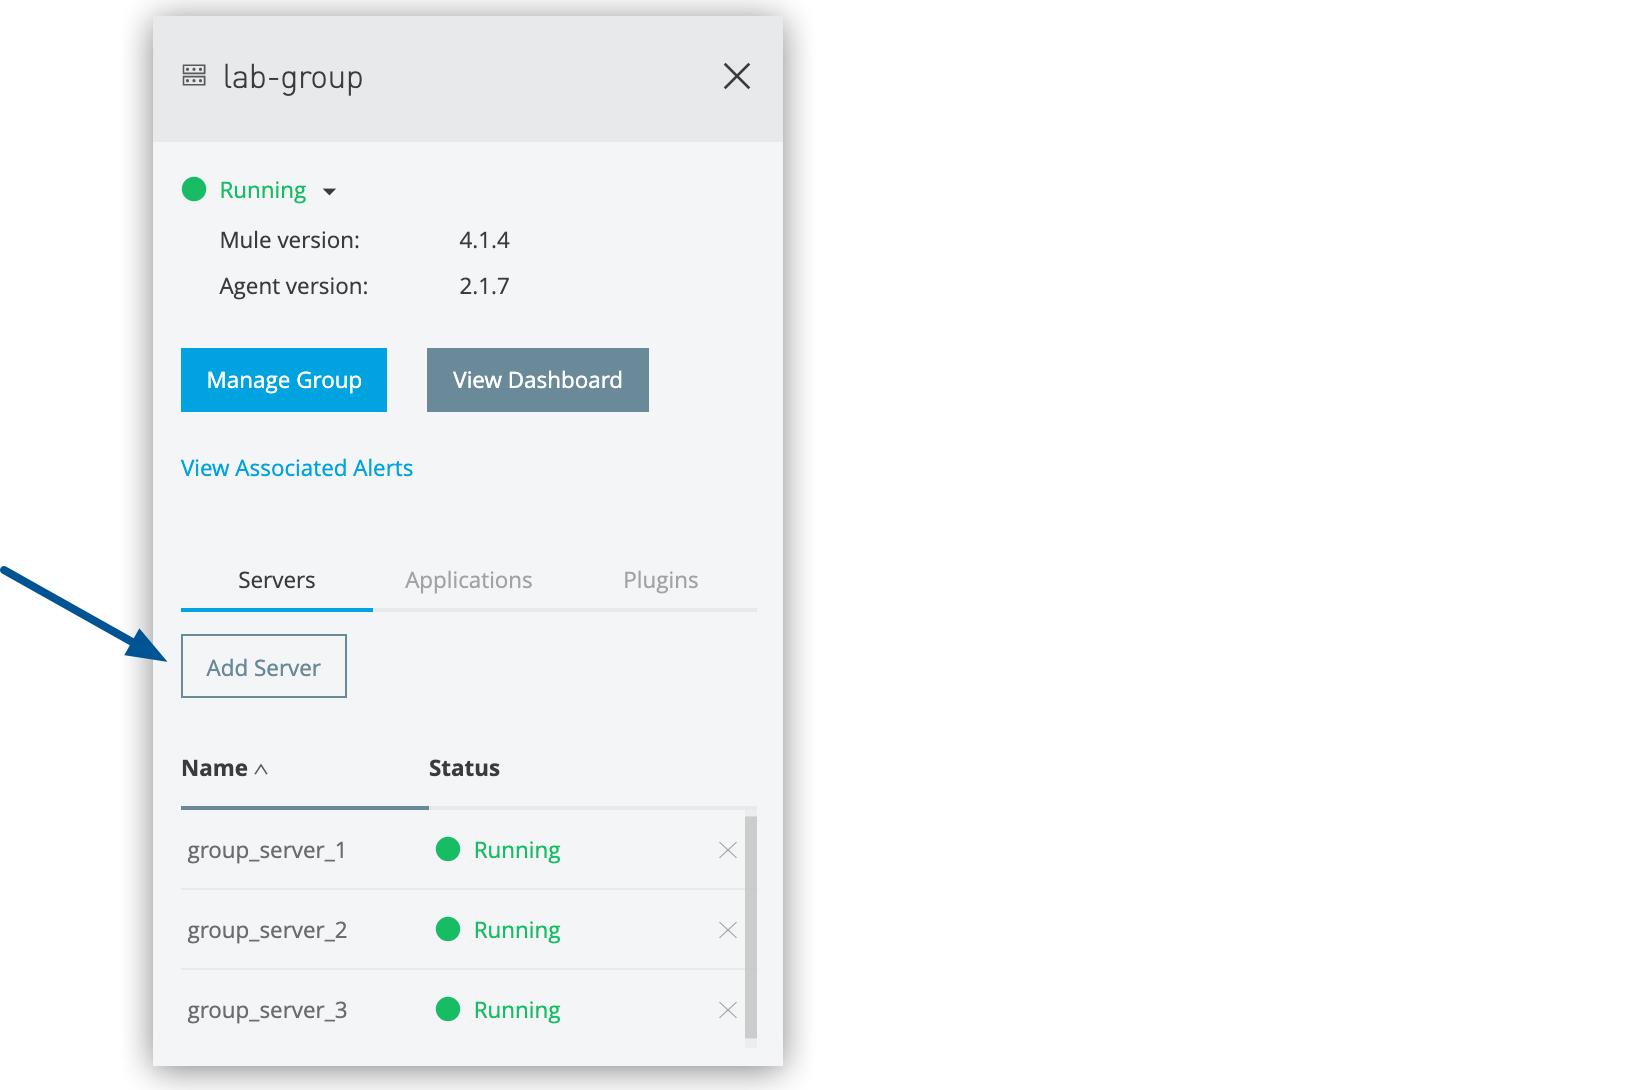 lab-group
Running
Mule version: 4.1.4
Agent version: 2.1.7
Manage Group View Dashboard
View Associated Alerts
Servers Applications Plugins
Add Server
Name Status
group_server_1 Running
group_server_2 Running
group_server_3 Running